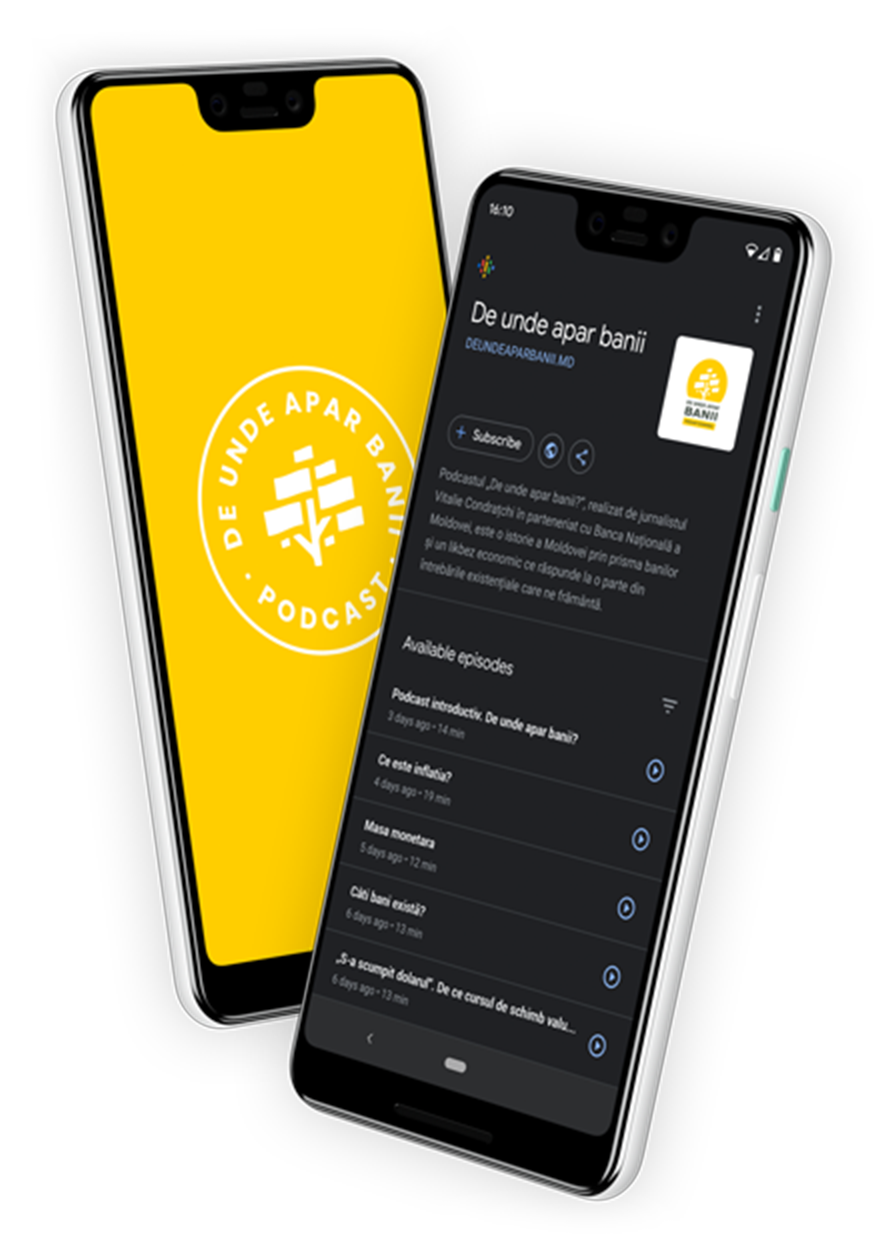 DE UNDE APAR BANII
· PODCAST ·
16:10
De unde apar banii
DEUNDEAPARBANII.MD
DE UNDE APAR
BANII
+ Subscribe
Podcastul „De unde apar banii?”, realizat de jurnalistul
Vitalie Condrațchi în parteneriat cu Banca Națională a
Moldovei, este o istorie a Moldovei prin prisma banilor
și un likbez economic ce răspunde la o parte din
întrebările existențiale care ne frământă.
Available episodes
Podcast introductiv. De unde apar banii?
3 days ago • 14 min
Ce este inflatia?
4 days ago • 19 min
Masa monetara
5 days ago • 12 min
Câti bani există?
6 days ago • 13 min
„S-a scumpit dolarul”. De ce cursul de schimb valu...
6 days ago • 13 min